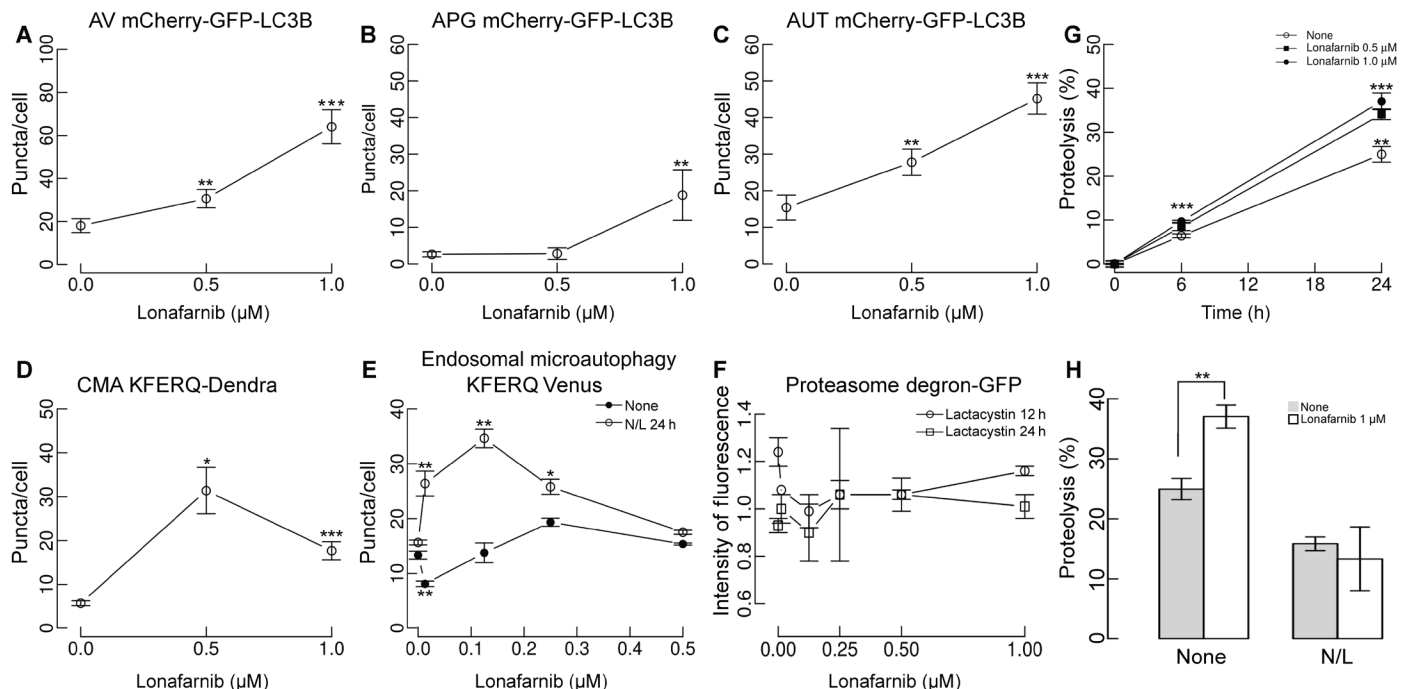 A
AV mCherry-GFP-LC3B
Puncta/cell
0 20 40 60 80 100
** ***
0.0 0.5 1.0
Lonafarnib (µM)
B
APG mCherry-GFP-LC3B
Puncta/cell
0 10 20 30 40 50 60
**
0.0 0.5 1.0
Lonafarnib (µM)
C
AUT mCherry-GFP-LC3B
Puncta/cell
0 10 20 30 40 50 60
** ***
0.0 0.5 1.0
Lonafarnib (µM)
G
None
Lonafarnib 0.5 µM
Lonafarnib 1.0 µM
Proteolysis (%)
0 10 20 30 40 50
***
***
**
0 6 12 18 24
Time (h)
D
CMA KFERQ-Dendra
Puncta/cell
0 10 20 30 40 50
* ***
0.0 0.5 1.0
Lonafarnib (µM)
E
Endosomal microautophagy
KFERQ Venus
None
N/L 24 h
Puncta/cell
0 10 20 30 40
** ** *
**
0.0 0.1 0.2 0.3 0.4 0.5
Lonafarnib (µM)
F
Proteasome degron-GFP
Lactacystin 12 h
Lactacystin 24 h
Intensity of fluorescence
0.6 0.8 1.0 1.2 1.4
0.00 0.25 0.50 1.00
Lonafarnib (µM)
H
**
None
Lonafarnib 1 µM
Proteolysis (%)
0 10 20 30 40
None N/L